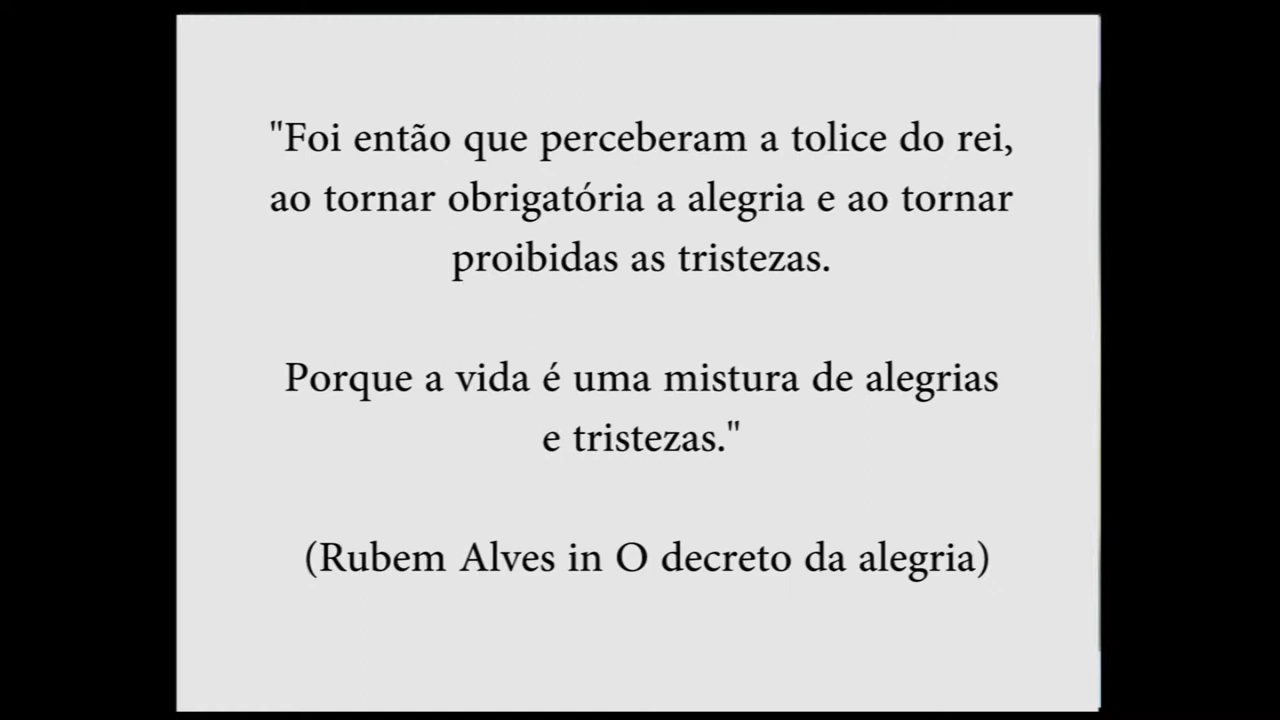 "Foi então que perceberam a tolice do rei,
ao tornar obrigatória a alegria e ao tornar
proibidas as tristezas.
Porque a vida é uma mistura de alegrias
e tristezas."
(Rubem Alves in O decreto da alegria)